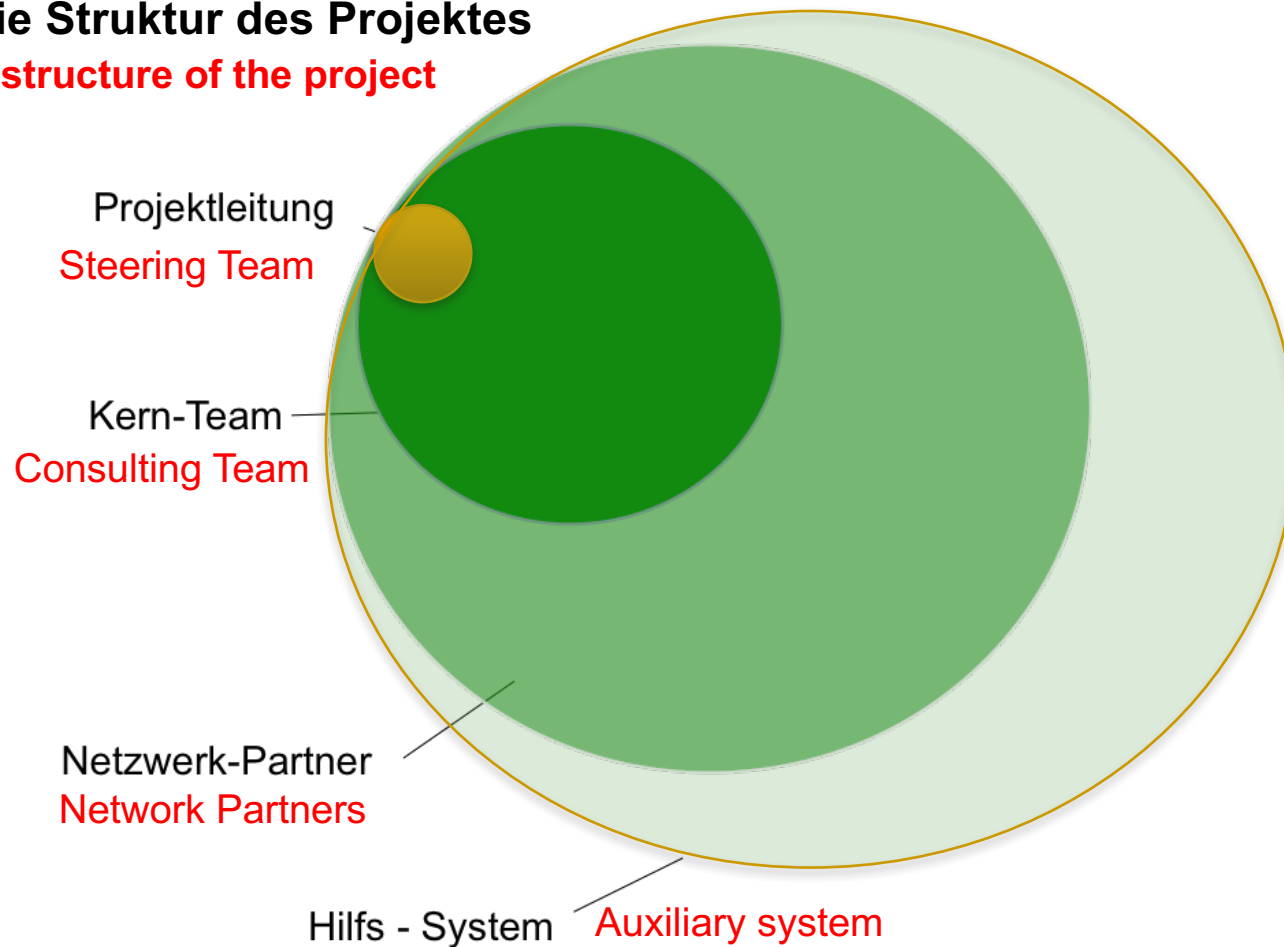 ie Struktur des Projektes
structure of the project
Projektleitung
Steering Team
Kern-Team
Consulting Team
Netzwerk-Partner
Network Partners
Hilfs - System Auxiliary system